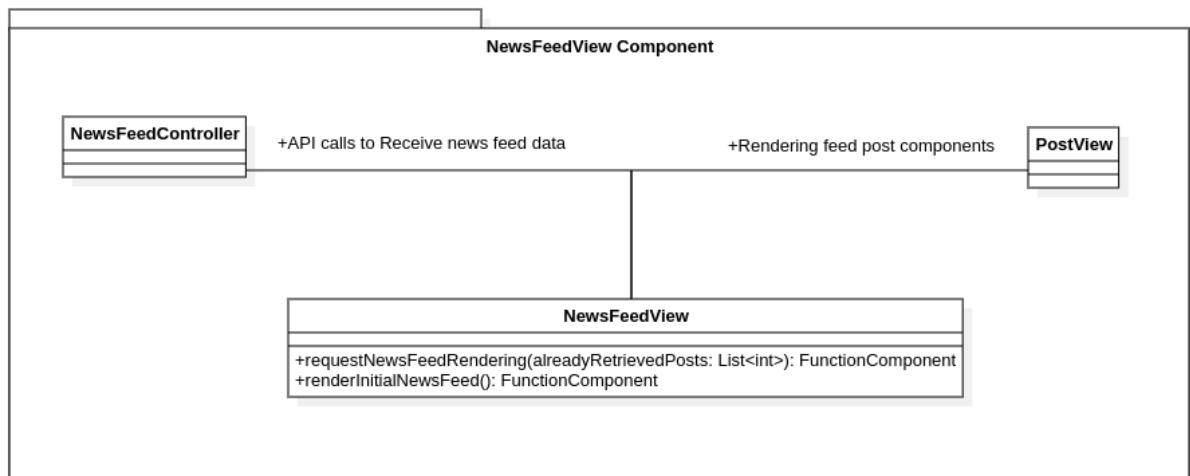 NewsFeedView Component
NewsFeedController
+API calls to Receive news feed data
+Rendering feed post components
PostView
NewsFeedView
+requestNewsFeedRendering(alreadyRetrievedPosts: List<int>): FunctionComponent
+renderInitialNewsFeed(): FunctionComponent